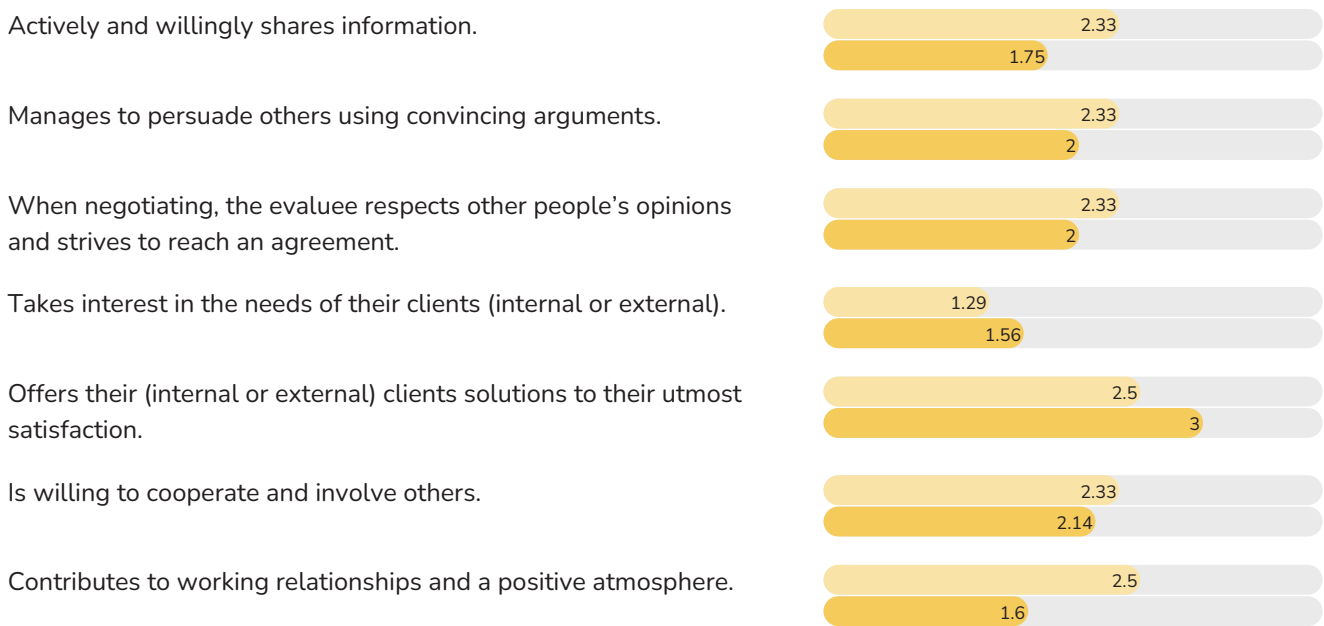 Actively and willingly shares information.
2.33
1.75
Manages to persuade others using convincing arguments.
2.33
2
When negotiating, the evaluee respects other people’s opinions
and strives to reach an agreement.
2.33
2
Takes interest in the needs of their clients (internal or external).
1.29
1.56
Offers their (internal or external) clients solutions to their utmost
satisfaction.
2.5
3
Is willing to cooperate and involve others.
2.33
2.14
Contributes to working relationships and a positive atmosphere.
2.5
1.6